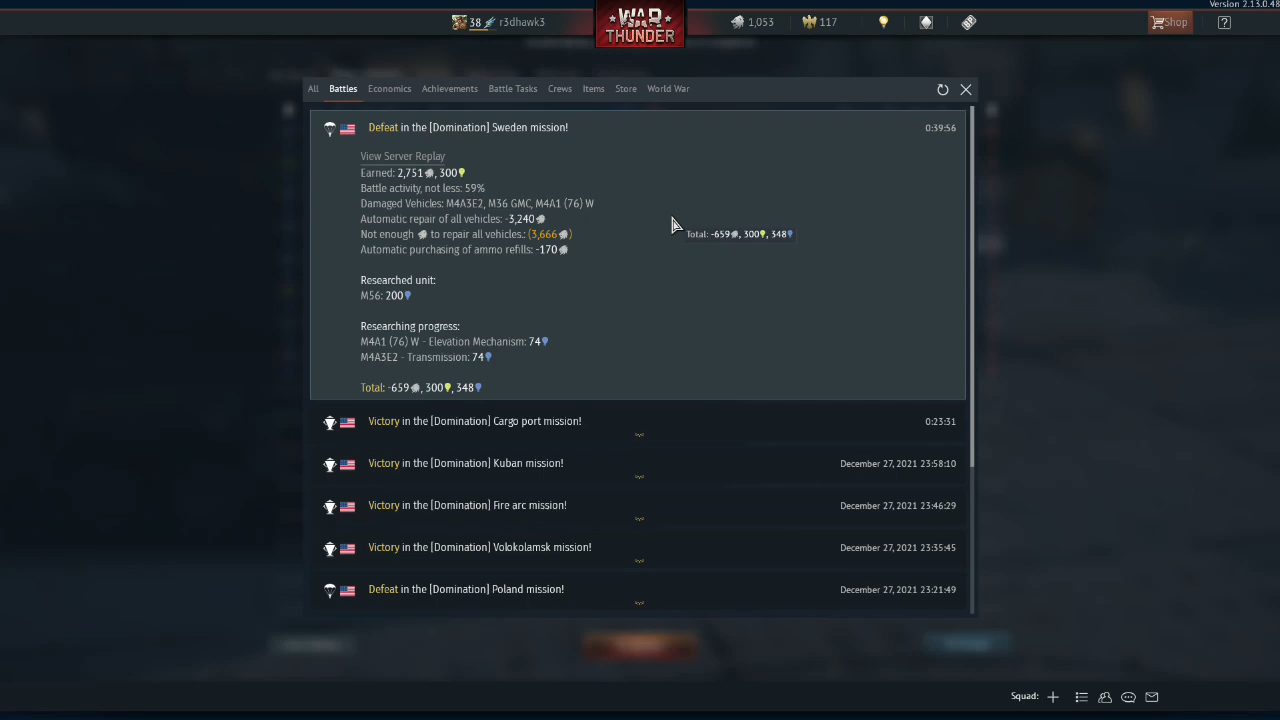 Version 2.13.0.48
38 r3dhawk3
WAR THUNDER
1,053
117
Shop
All Battles Economics Achievements Battle Tasks Crews Items Store World War
Defeat in the [Domination] Sweden mission! 0:39:56
View Server Replay
Earned: 2,751, 300
Battle activity, not less: 59%
Damaged Vehicles: M4A3E2, M36 GMC, M4A1 (76) W
Automatic repair of all vehicles: -3,240
Not enough to repair all vehicles.: (3,666)
Total: -659, 300, 348
Automatic purchasing of ammo refills: -170
Researched unit:
M56: 200
Researching progress:
M4A1 (76) W - Elevation Mechanism: 74
M4A3E2 - Transmission: 74
Total: -659, 300, 348
Victory in the [Domination] Cargo port mission! 0:23:31
Victory in the [Domination] Kuban mission! December 27, 2021 23:58:10
Victory in the [Domination] Fire arc mission! December 27, 2021 23:46:29
Victory in the [Domination] Volokolamsk mission! December 27, 2021 23:35:45
Defeat in the [Domination] Poland mission! December 27, 2021 23:21:49
Squad: